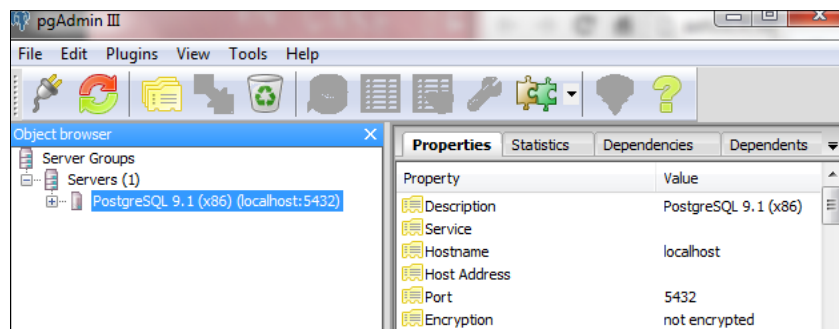 pgAdmin III
File Edit Plugins View Tools Help
Object browser
Server Groups
Servers (1)
PostgreSQL 9.1 (x86) (localhost:5432)
Properties Statistics Dependencies Dependents
Property Value
Description PostgreSQL 9.1 (x86)
Service
Hostname localhost
Host Address
Port 5432
Encryption not encrypted